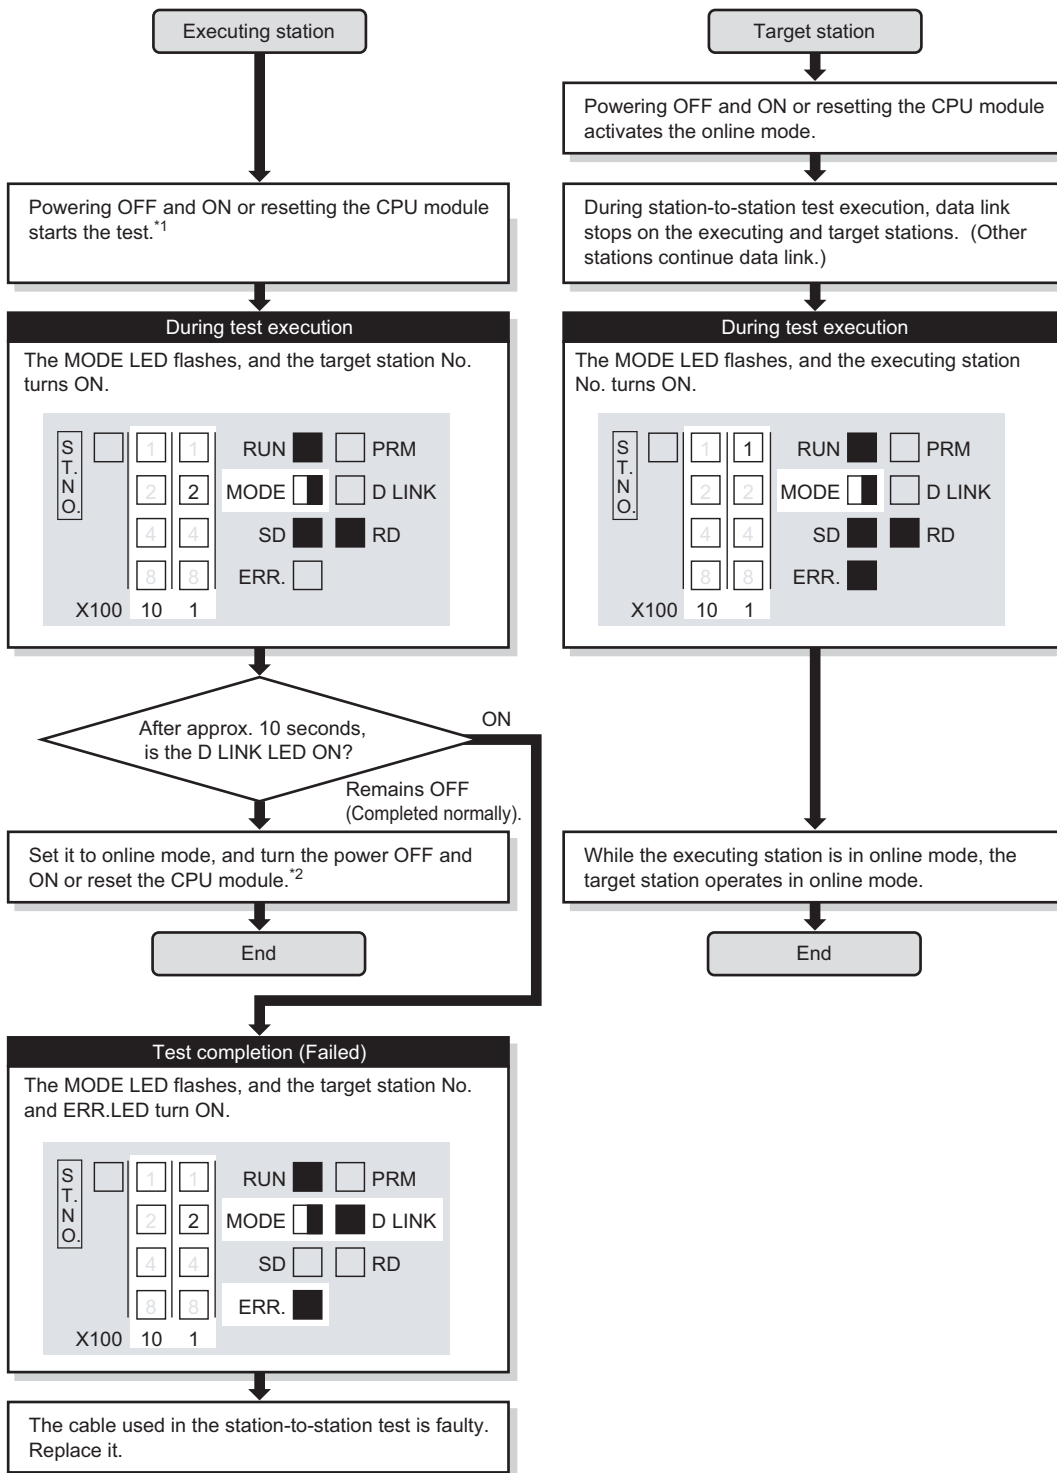 Executing station
Powering OFF and ON or resetting the CPU module
starts the test.*1
During test execution
The MODE LED flashes, and the target station No.
turns ON.
S
T.
N
O.
1 1 RUN PRM
2 2 MODE D LINK
4 4 SD RD
8 8 ERR.
X100 10 1
After approx. 10 seconds,
is the D LINK LED ON?
ON
Remains OFF
(Completed normally).
Set it to online mode, and turn the power OFF and
ON or reset the CPU module.*2
End
Test completion (Failed)
The MODE LED flashes, and the target station No.
and ERR.LED turn ON.
S
T.
N
O.
1 1 RUN PRM
2 2 MODE D LINK
4 4 SD RD
8 8 ERR.
X100 10 1
The cable used in the station-to-station test is faulty.
Replace it.
Target station
Powering OFF and ON or resetting the CPU module
activates the online mode.
During station-to-station test execution, data link
stops on the executing and target stations. (Other
stations continue data link.)
During test execution
The MODE LED flashes, and the executing station
No. turns ON.
S
T.
N
O.
1 1 RUN PRM
2 2 MODE D LINK
4 4 SD RD
8 8 ERR.
X100 10 1
While the executing station is in online mode, the
target station operates in online mode.
End